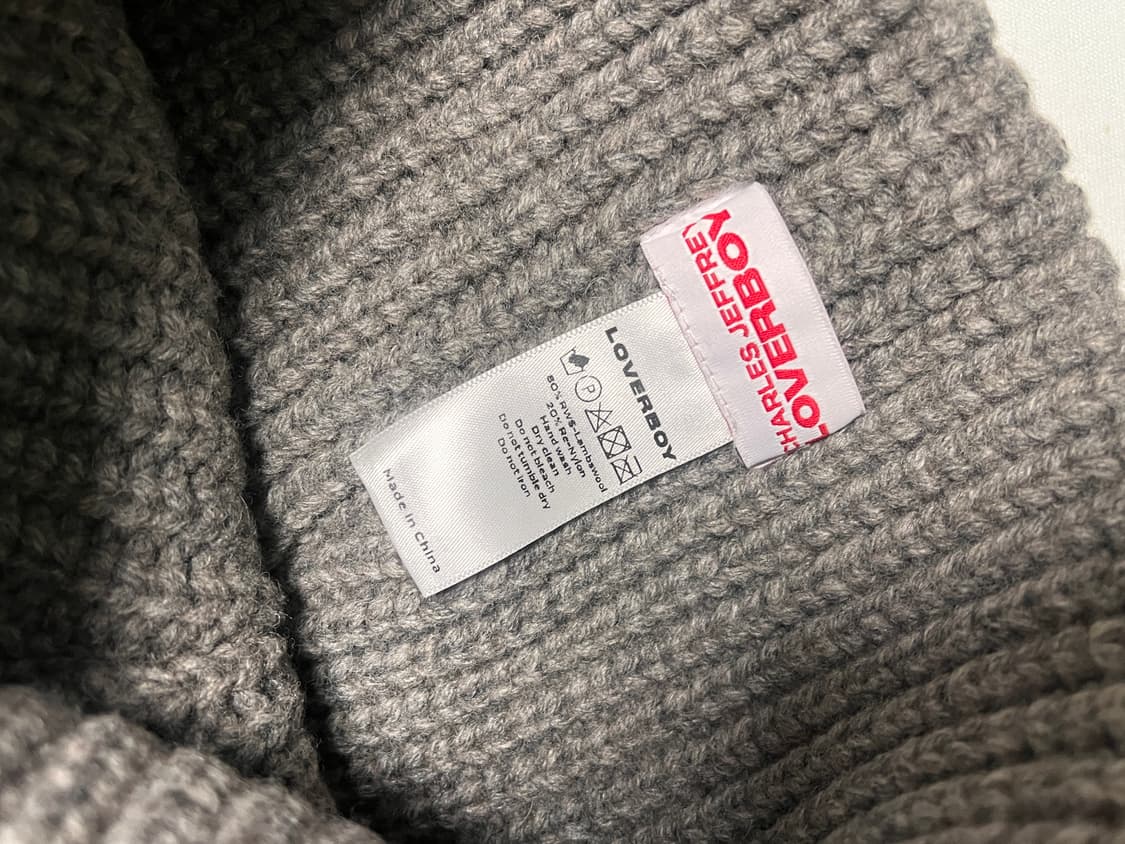 CHARLES JEFFREY
LOVERBOY
LOVERBOY
P
80% RWS-Lambswool
20% Re-Nylon
Hand wash
Dry clean
Do not bleach
Do not tumble dry
Do not iron
Made in China